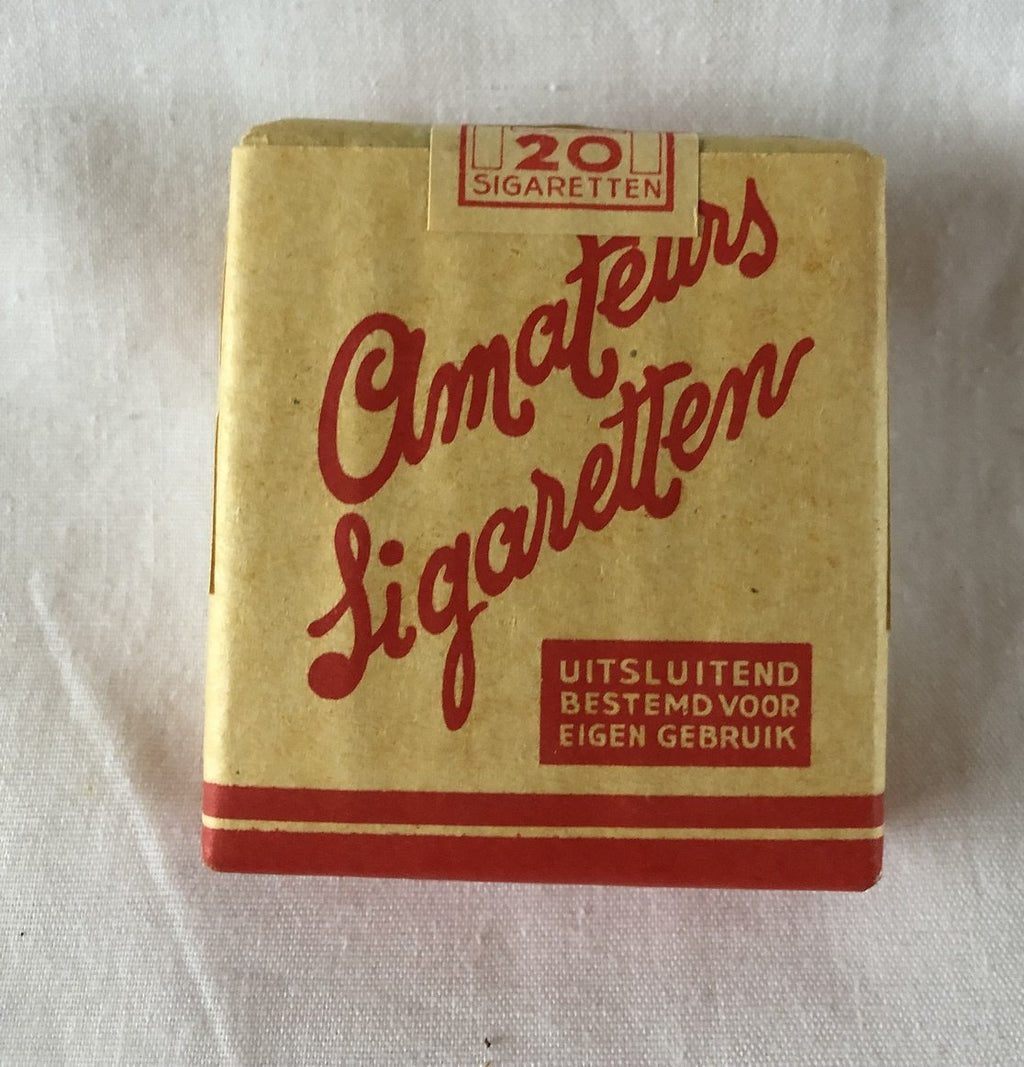 20
SIGARETTEN
Amateurs
Sigaretten
UITSLUITEND
BESTEMD VOOR
EIGEN GEBRUIK